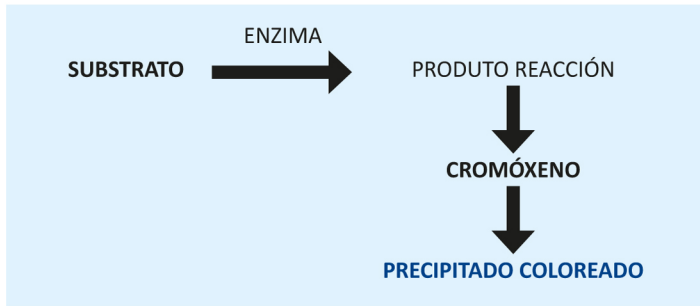 ENZIMA
SUBSTRATO
PRODUTO REACCIÓN
CROMÓXENO
PRECIPITADO COLOREADO